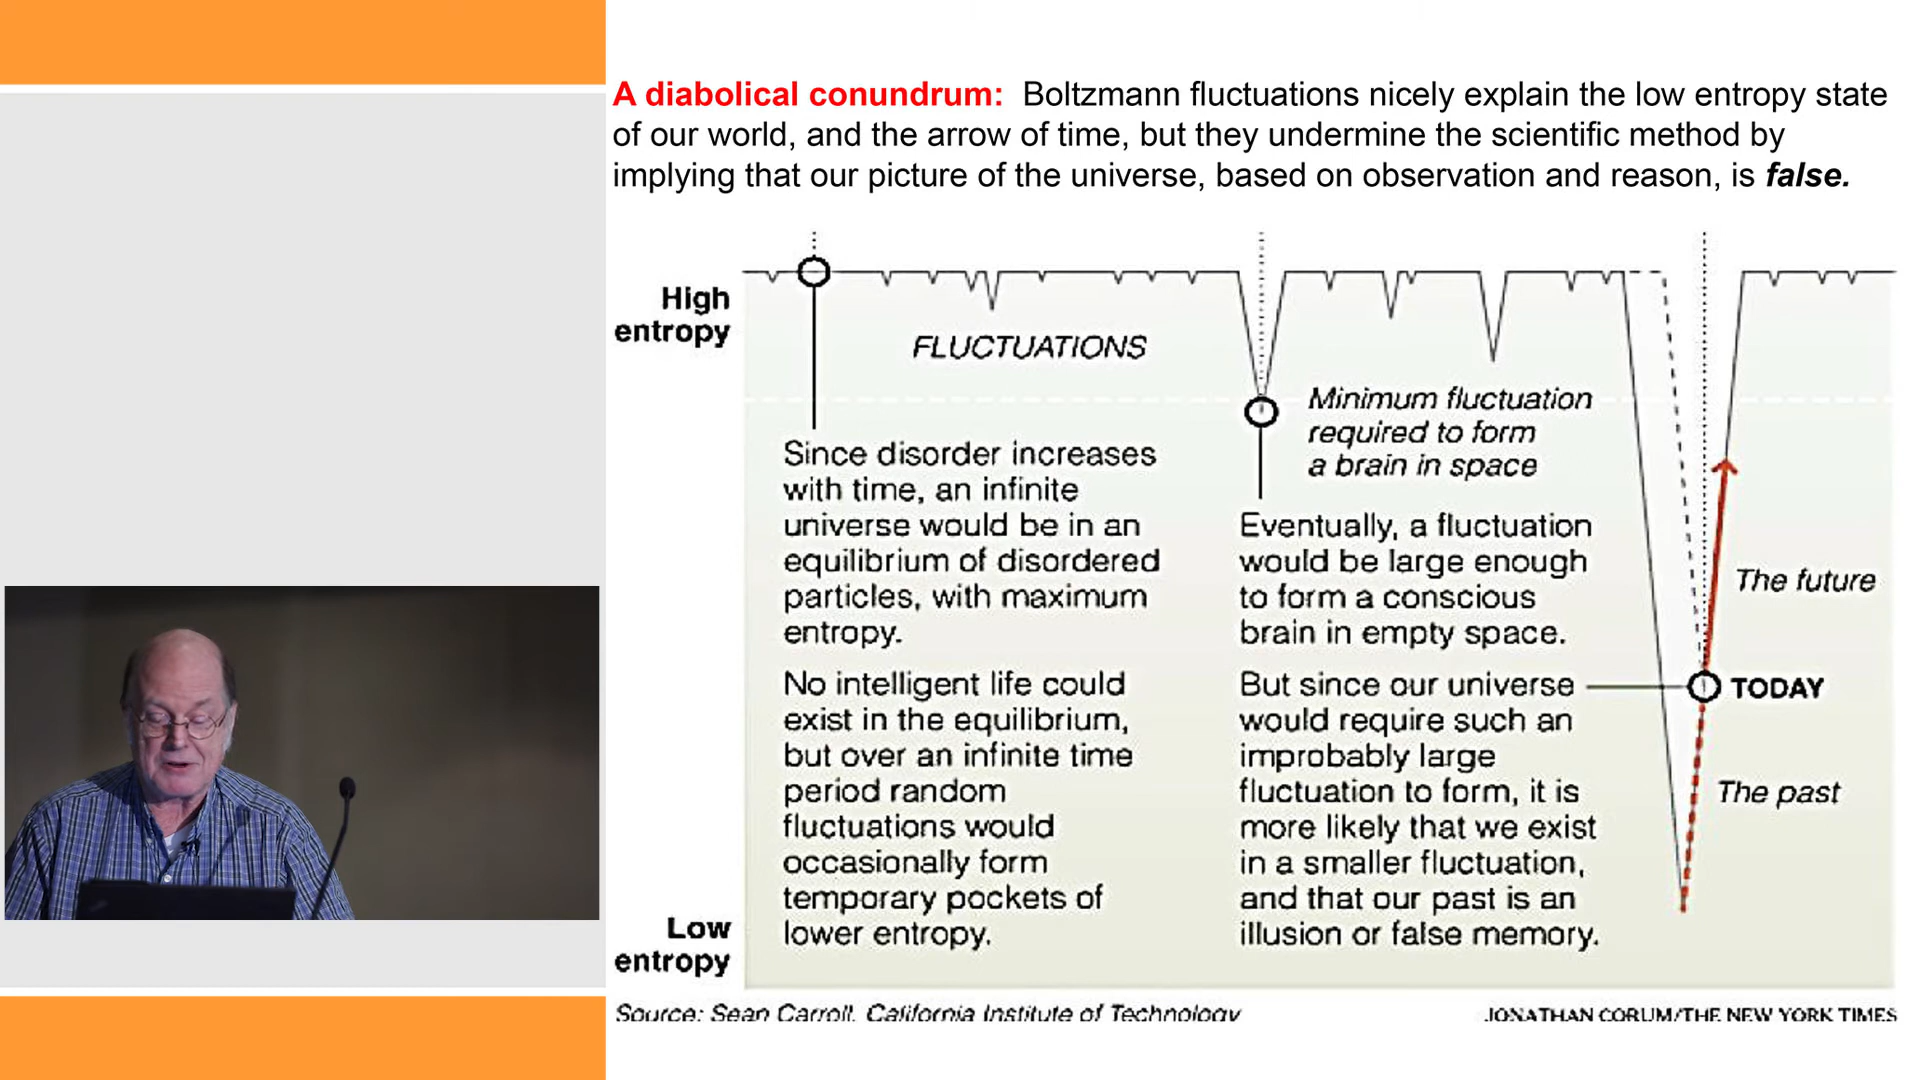 A diabolical conundrum: Boltzmann fluctuations nicely explain the low entropy state
of our world, and the arrow of time, but they undermine the scientific method by
implying that our picture of the universe, based on observation and reason, is false.
High
entropy
FLUCTUATIONS
Since disorder increases
with time, an infinite
universe would be in an
equilibrium of disordered
particles, with maximum
entropy.
No intelligent life could
exist in the equilibrium,
but over an infinite time
period random
fluctuations would
occasionally form
temporary pockets of
lower entropy.
Minimum fluctuation
required to form
a brain in space
Eventually, a fluctuation
would be large enough
to form a conscious
brain in empty space.
But since our universe
would require such an
improbably large
fluctuation to form, it is
more likely that we exist
in a smaller fluctuation,
and that our past is an
illusion or false memory.
The future
TODAY
The past
Low
entropy
Source: Sean Carroll, California Institute of Technology
JONATHAN CORUM/THE NEW YORK TIMES